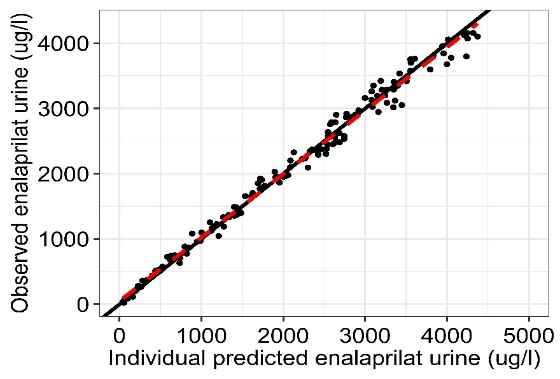 Observed enalaprilat urine (ug/l)
4000
3000
2000
1000
0
0 1000 2000 3000 4000 5000
Individual predicted enalaprilat urine (ug/l)